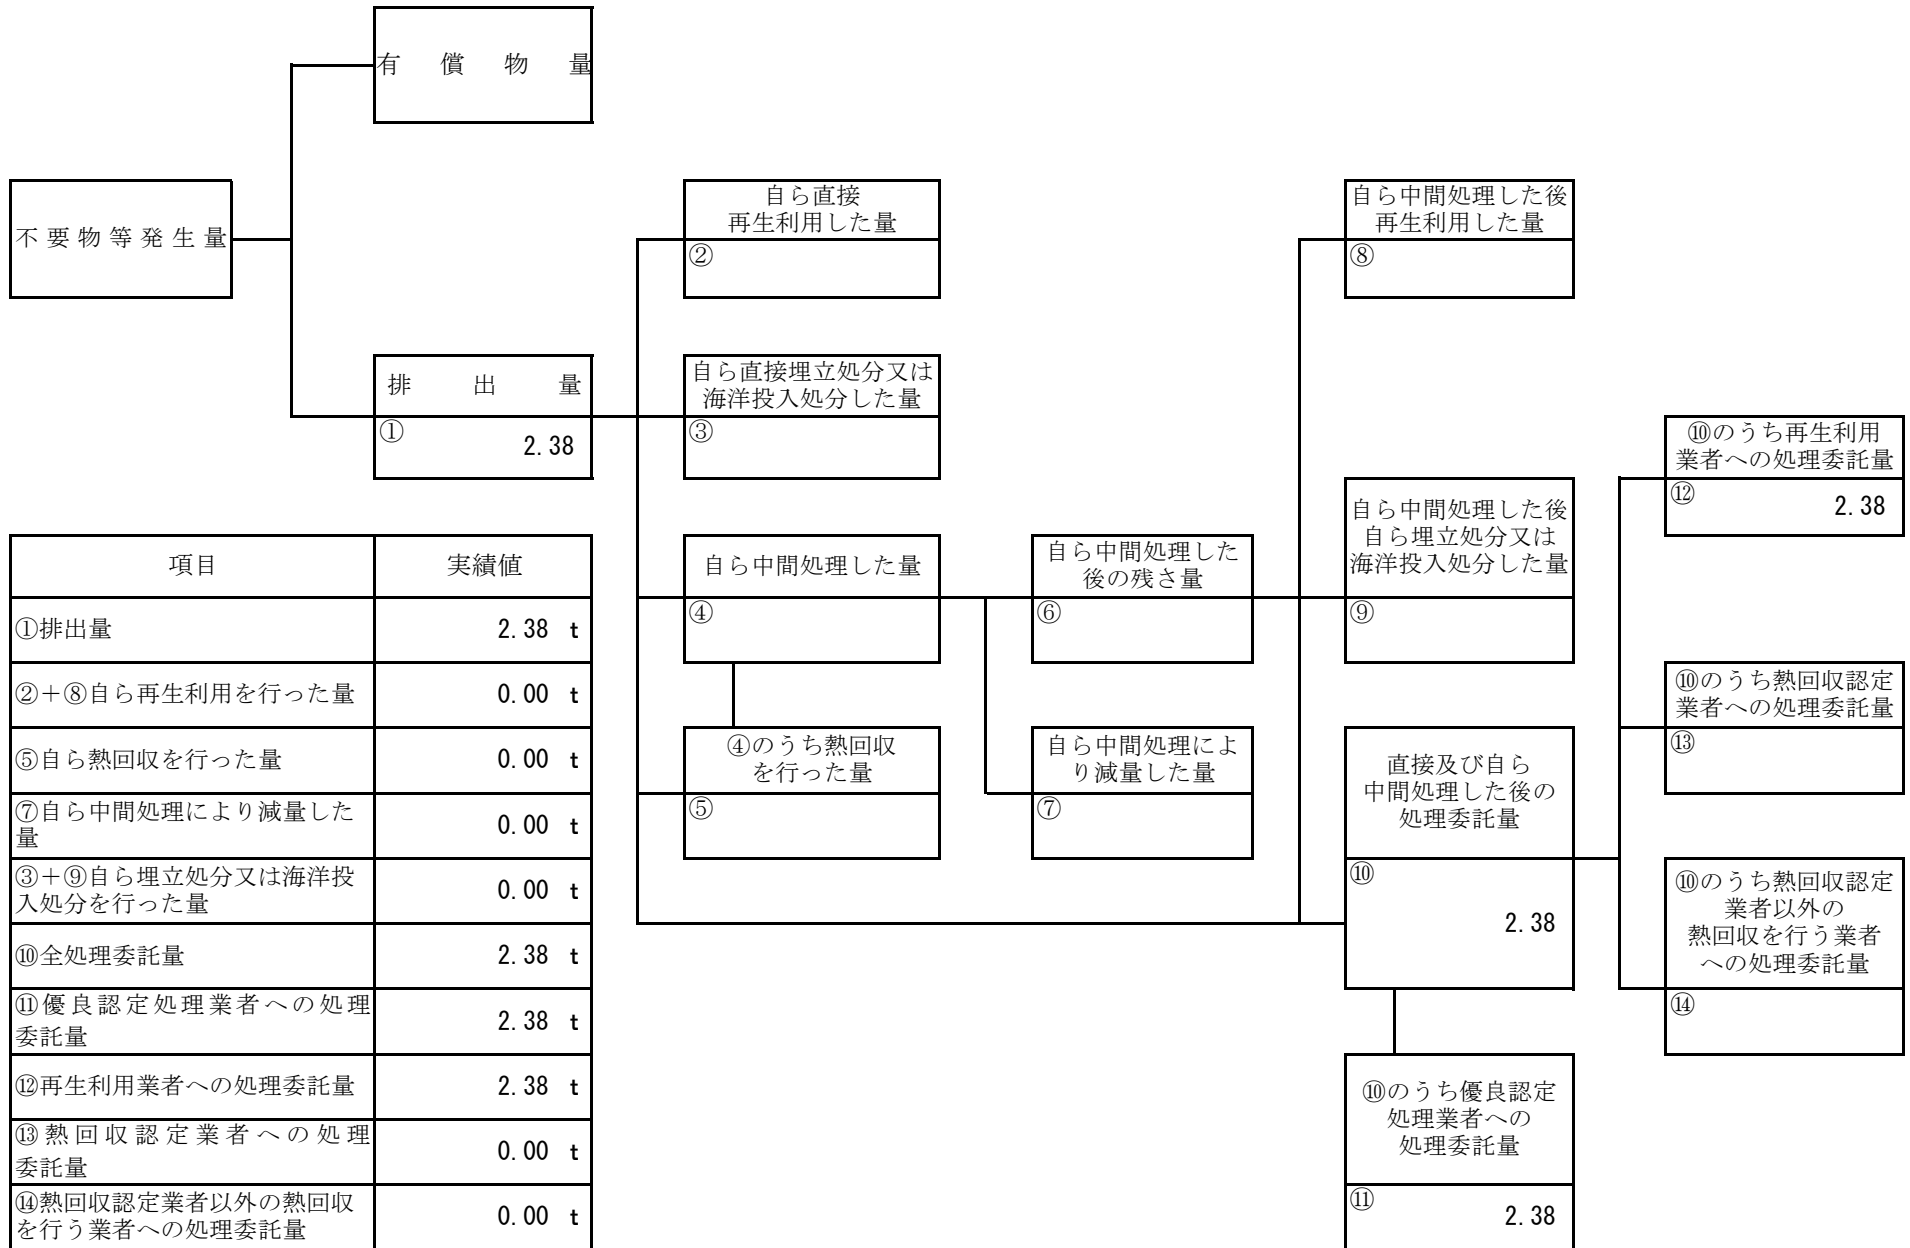 有償物量
不要物等発生量
自ら直接
再生利用した量
②
自ら中間処理した後
再生利用した量
⑧
排出量
① 2.38
自ら直接埋立処分又は
海洋投入処分した量
③
⑩のうち再生利用
業者への処理委託量
⑫ 2.38
自ら中間処理した後
自ら埋立処分又は
海洋投入処分した量
⑨
自ら中間処理した量
④
自ら中間処理した
後の残さ量
⑥
⑩のうち熱回収認定
業者への処理委託量
⑬
④のうち熱回収
を行った量
⑤
自ら中間処理によ
り減量した量
⑦
直接及び自ら
中間処理した後の
処理委託量
⑩
2.38
⑩のうち熱回収認定
業者以外の
熱回収を行う業者
への処理委託量
⑭
⑩のうち優良認定
処理業者への
処理委託量
⑪ 2.38
項目 実績値
①排出量 2.38 t
②+⑧自ら再生利用を行った量 0.00 t
⑤自ら熱回収を行った量 0.00 t
⑦自ら中間処理により減量した
量 0.00 t
③+⑨自ら埋立処分又は海洋投
入処分を行った量 0.00 t
⑩全処理委託量 2.38 t
⑪優良認定処理業者への処理
委託量 2.38 t
⑫再生利用業者への処理委託量 2.38 t
⑬熱回収認定業者への処理
委託量 0.00 t
⑭熱回収認定業者以外の熱回収
を行う業者への処理委託量 0.00 t